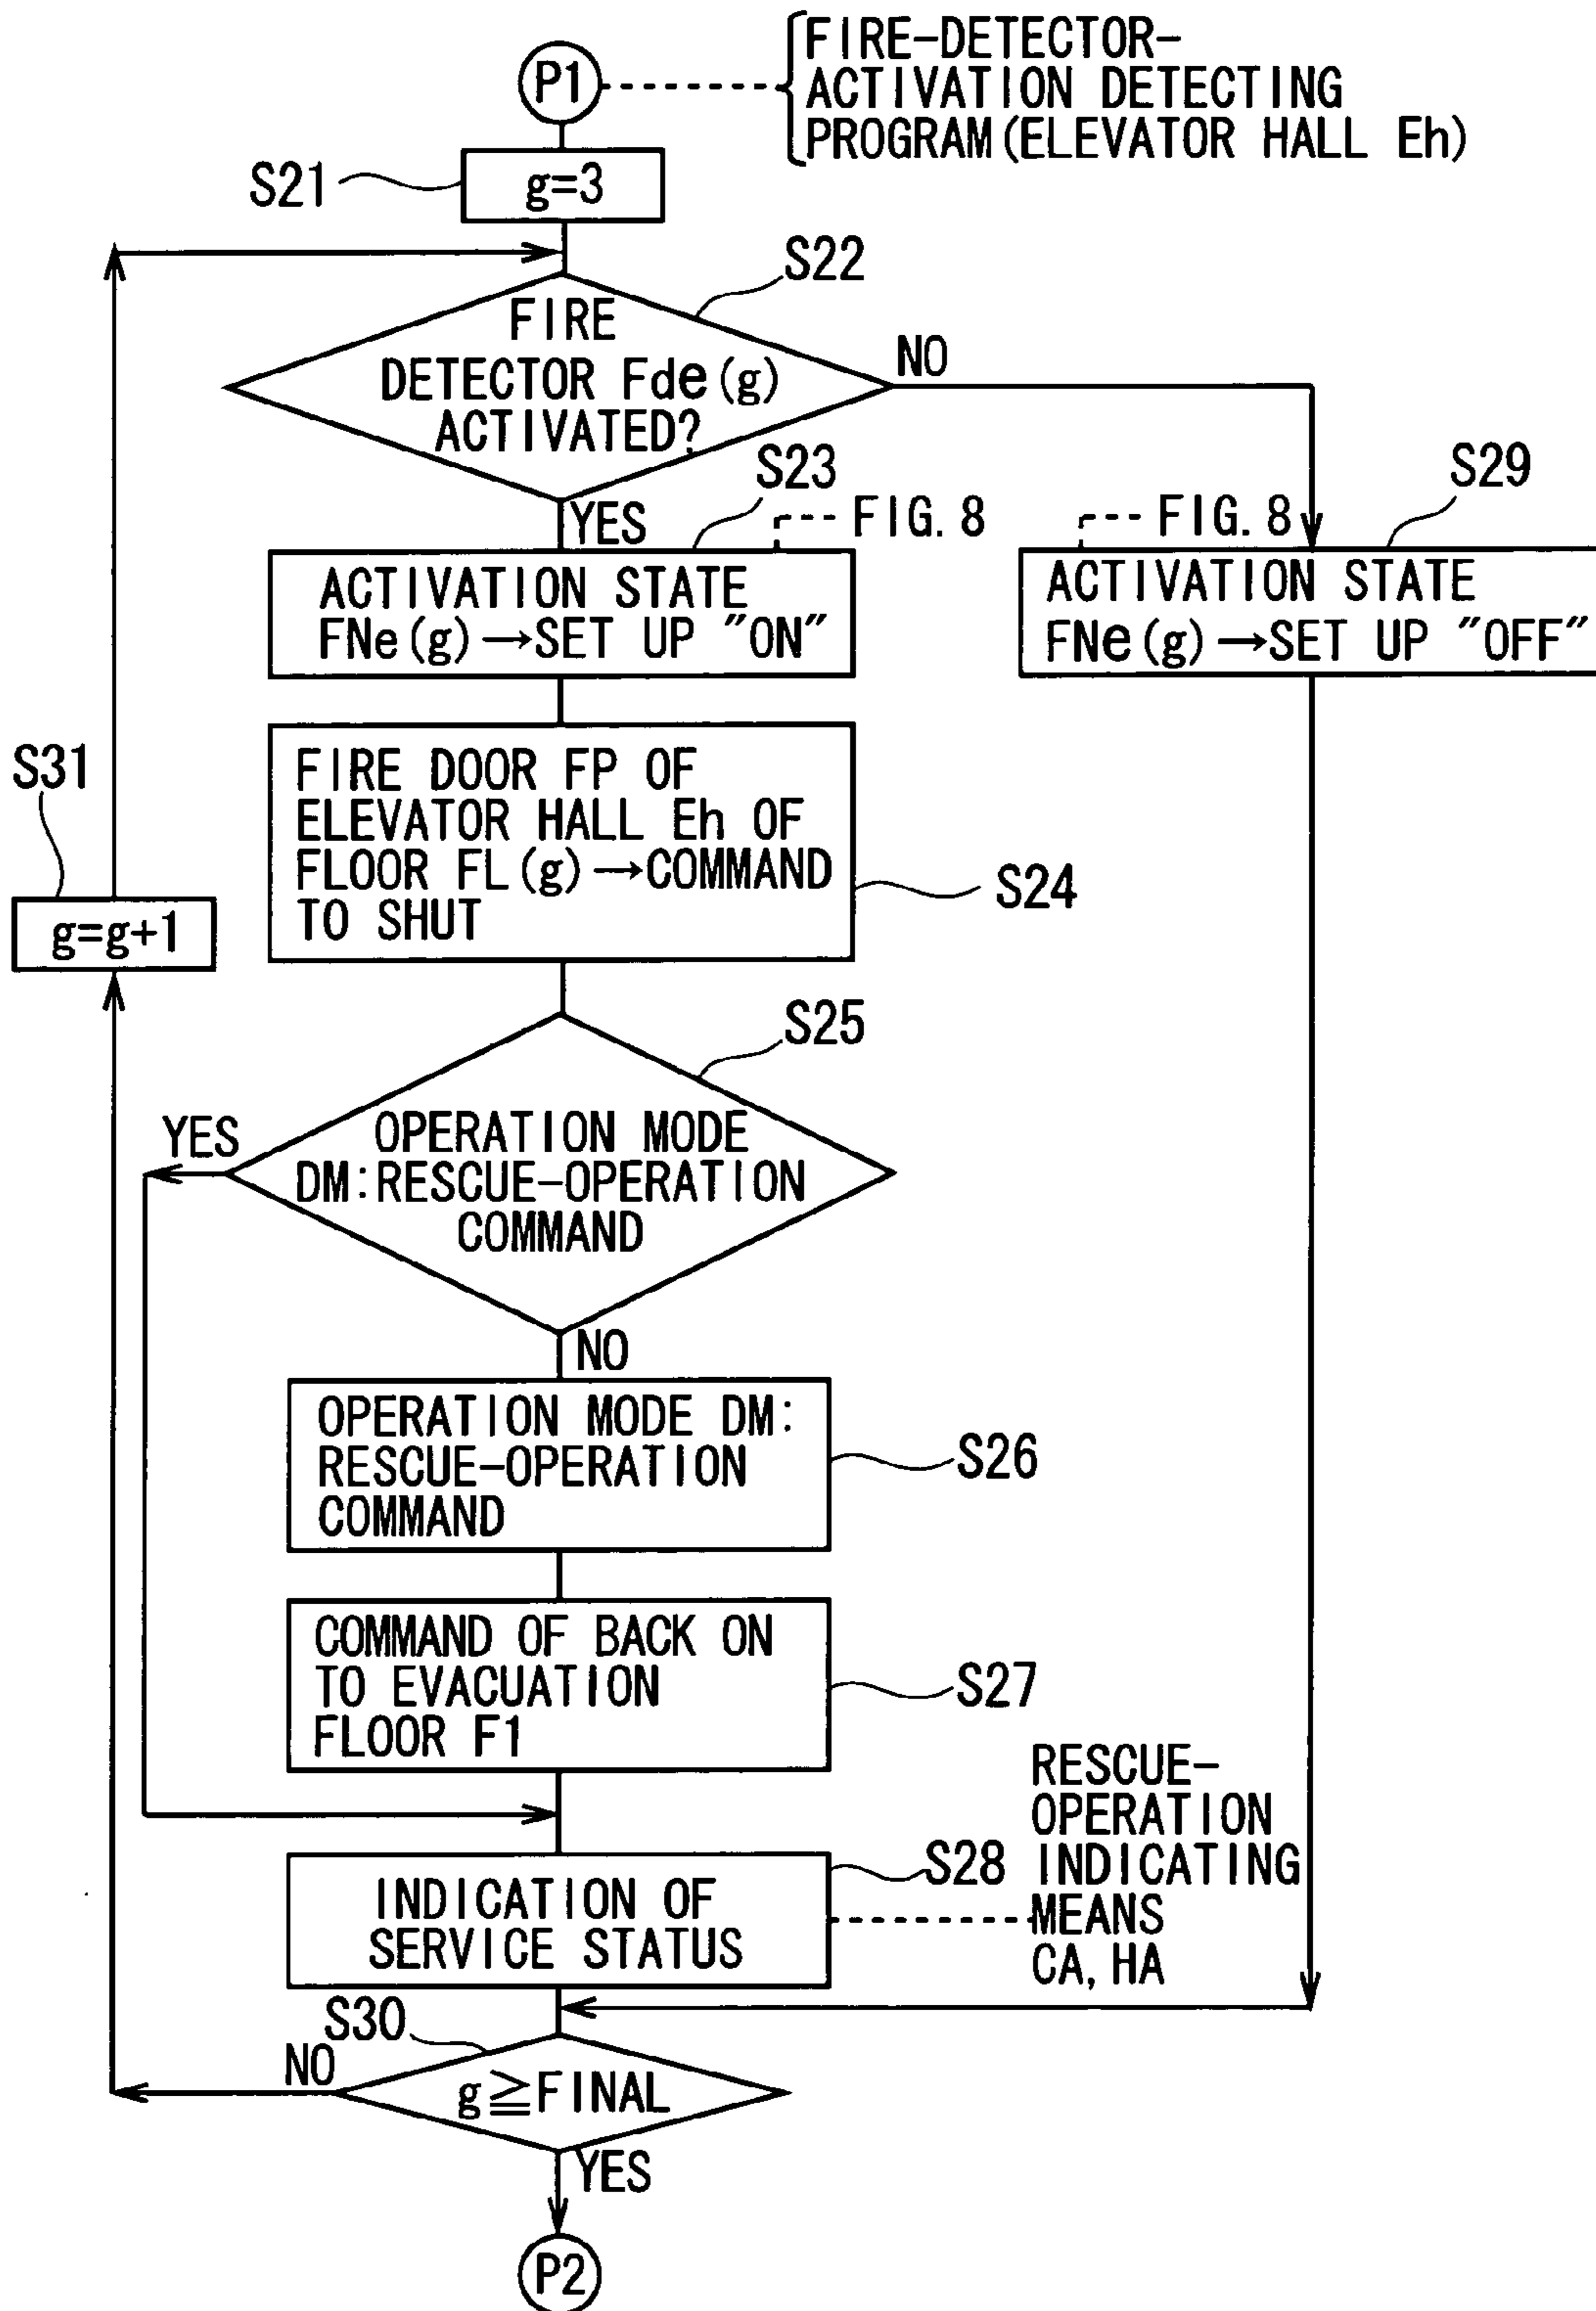 P1
FIRE-DETECTOR-
ACTIVATION DETECTING
PROGRAM(ELEVATOR HALL Eh)
S21
g=3
S22
FIRE
DETECTOR Fde(g)
ACTIVATED?
NO
YES
S23
FIG. 8
ACTIVATION STATE
FNe(g)→SET UP "ON"
FIG. 8
S29
ACTIVATION STATE
FNe(g)→SET UP "OFF"
FIRE DOOR FP OF
ELEVATOR HALL Eh OF
FLOOR FL(g)→COMMAND
TO SHUT
S24
S31
g=g+1
S25
YES
OPERATION MODE
DM:RESCUE-OPERATION
COMMAND
NO
OPERATION MODE DM:
RESCUE-OPERATION
COMMAND
S26
COMMAND OF BACK ON
TO EVACUATION
FLOOR F1
S27
INDICATION OF
SERVICE STATUS
S28
RESCUE-
OPERATION
INDICATING
MEANS
CA, HA
S30
NO
g≧FINAL
YES
P2